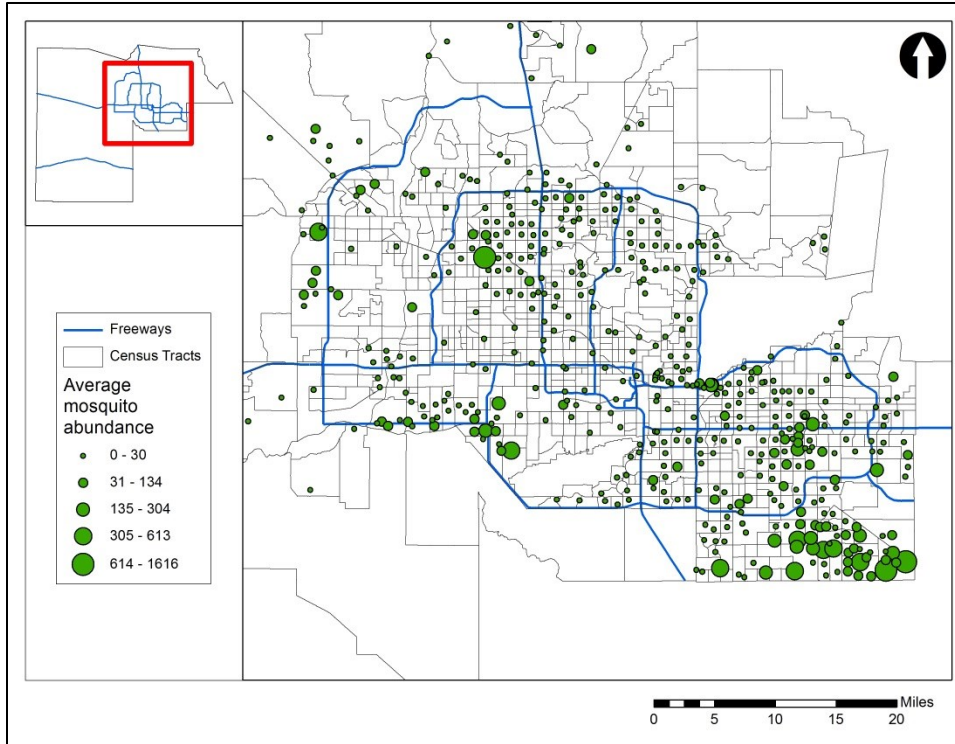 Freeways
Census Tracts
Average
mosquito
abundance
0 - 30
31 - 134
135 - 304
305 - 613
614 - 1616
Miles
0 5 10 15 20